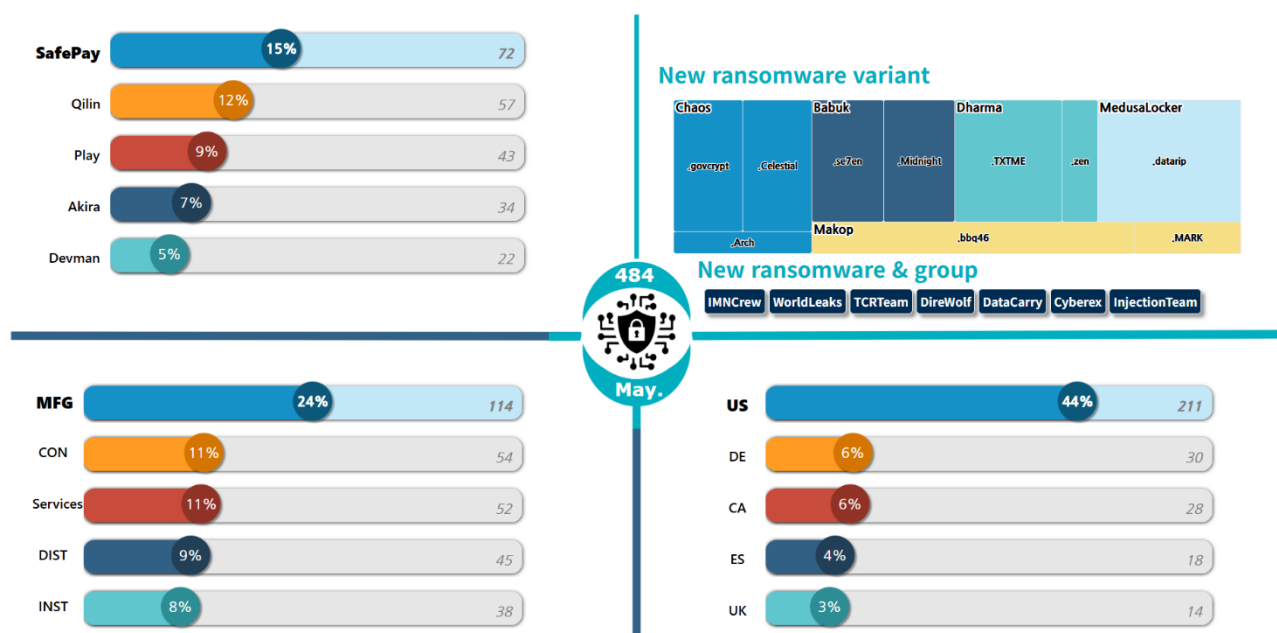 SafePay 15% 72
Qilin 12% 57
Play 9% 43
Akira 7% 34
Devman 5% 22
New ransomware variant
Chaos Babuk Dharma MedusaLocker
.govcrypt .Celestial .se7en .Midnight .TXTME .zen .datarip
Makop
.Arch .bbq46 .MARK
New ransomware & group
IMNCrew WorldLeaks TCRTeam DireWolf DataCarry Cyberex InjectionTeam
484
May.
MFG 24% 114
CON 11% 54
Services 11% 52
DIST 9% 45
INST 8% 38
US 44% 211
DE 6% 30
CA 6% 28
ES 4% 18
UK 3% 14